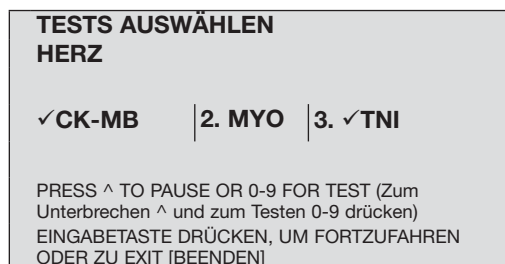 TESTS AUSWÄHLEN
HERZ
✓CK-MB | 2. MYO | 3. ✓TNI
PRESS ^ TO PAUSE OR 0-9 FOR TEST (Zum
Unterbrechen ^ und zum Testen 0-9 drücken)
EINGABETASTE DRÜCKEN, UM FORTZUFAHREN
ODER ZU EXIT [BEENDEN]